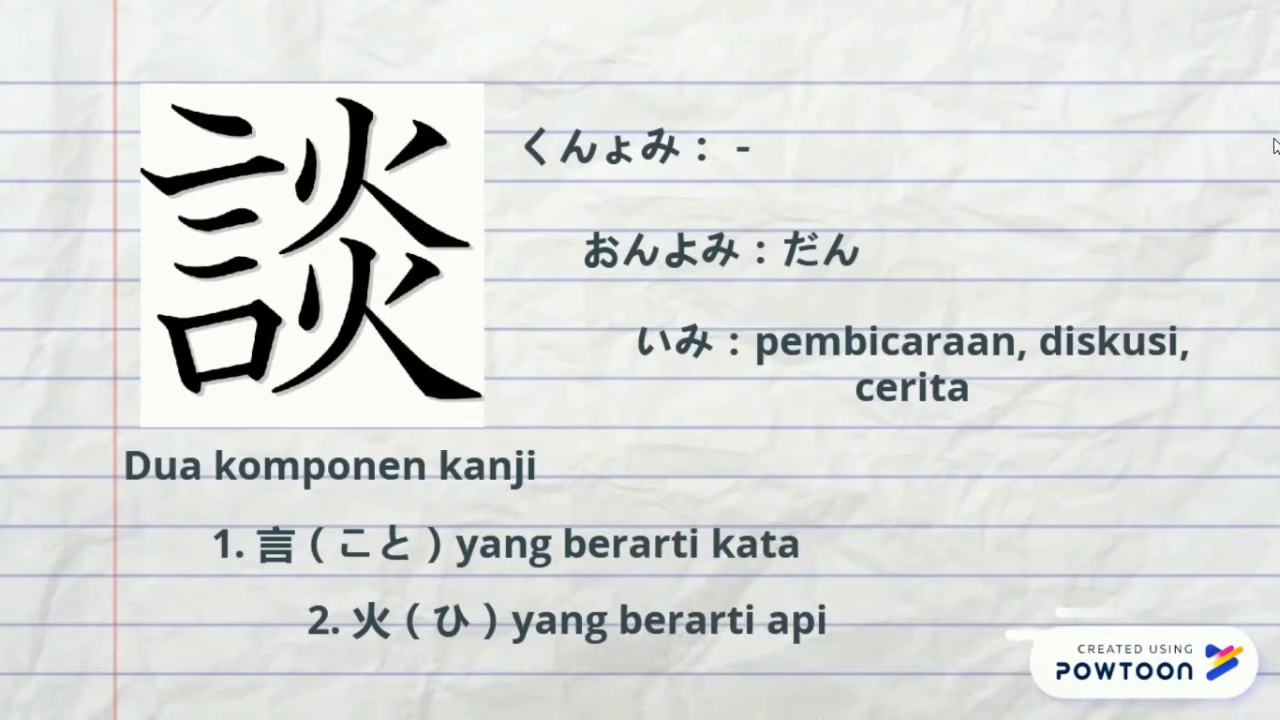 談
くんょみ : -
おんよみ : だん
いみ : pembicaraan, diskusi,
cerita
Dua komponen kanji
1. 言 ( こと ) yang berarti kata
2. 火 ( ひ ) yang berarti api
CREATED USING
POWTOON